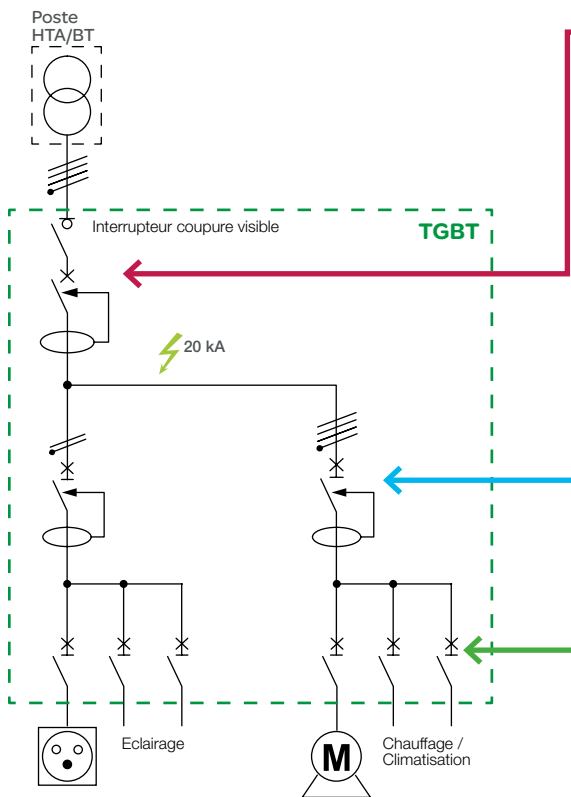 Poste
HTA/BT
Interrupteur coupure visible
TGBT
20 kA
Eclairage
M
Chauffage /
Climatisation